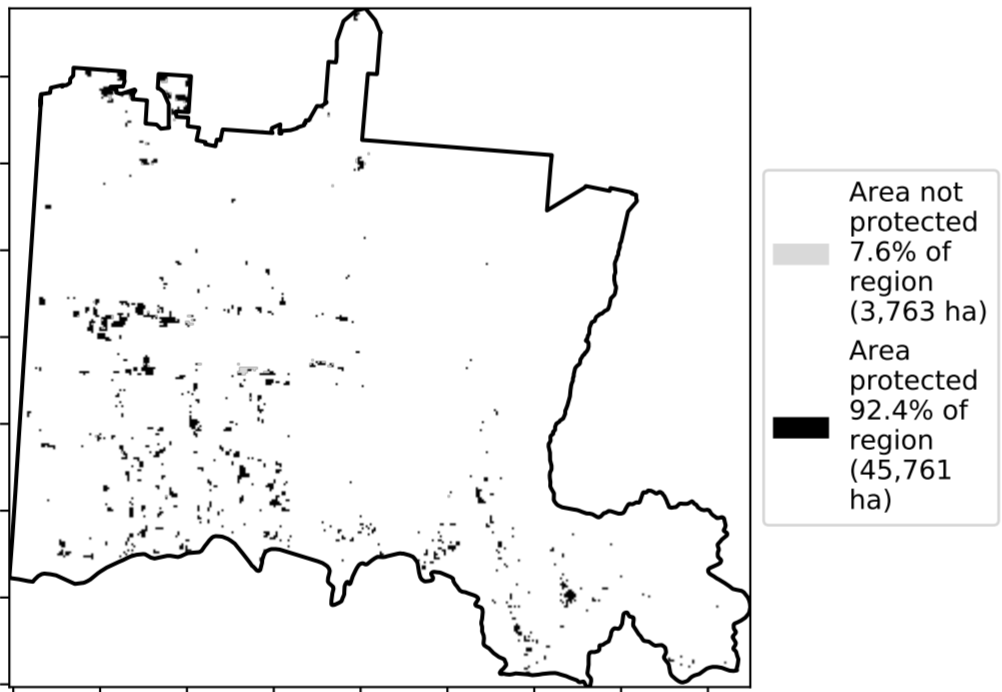 Area not
protected
7.6% of
region
(3,763 ha)
Area
protected
92.4% of
region
(45,761
ha)